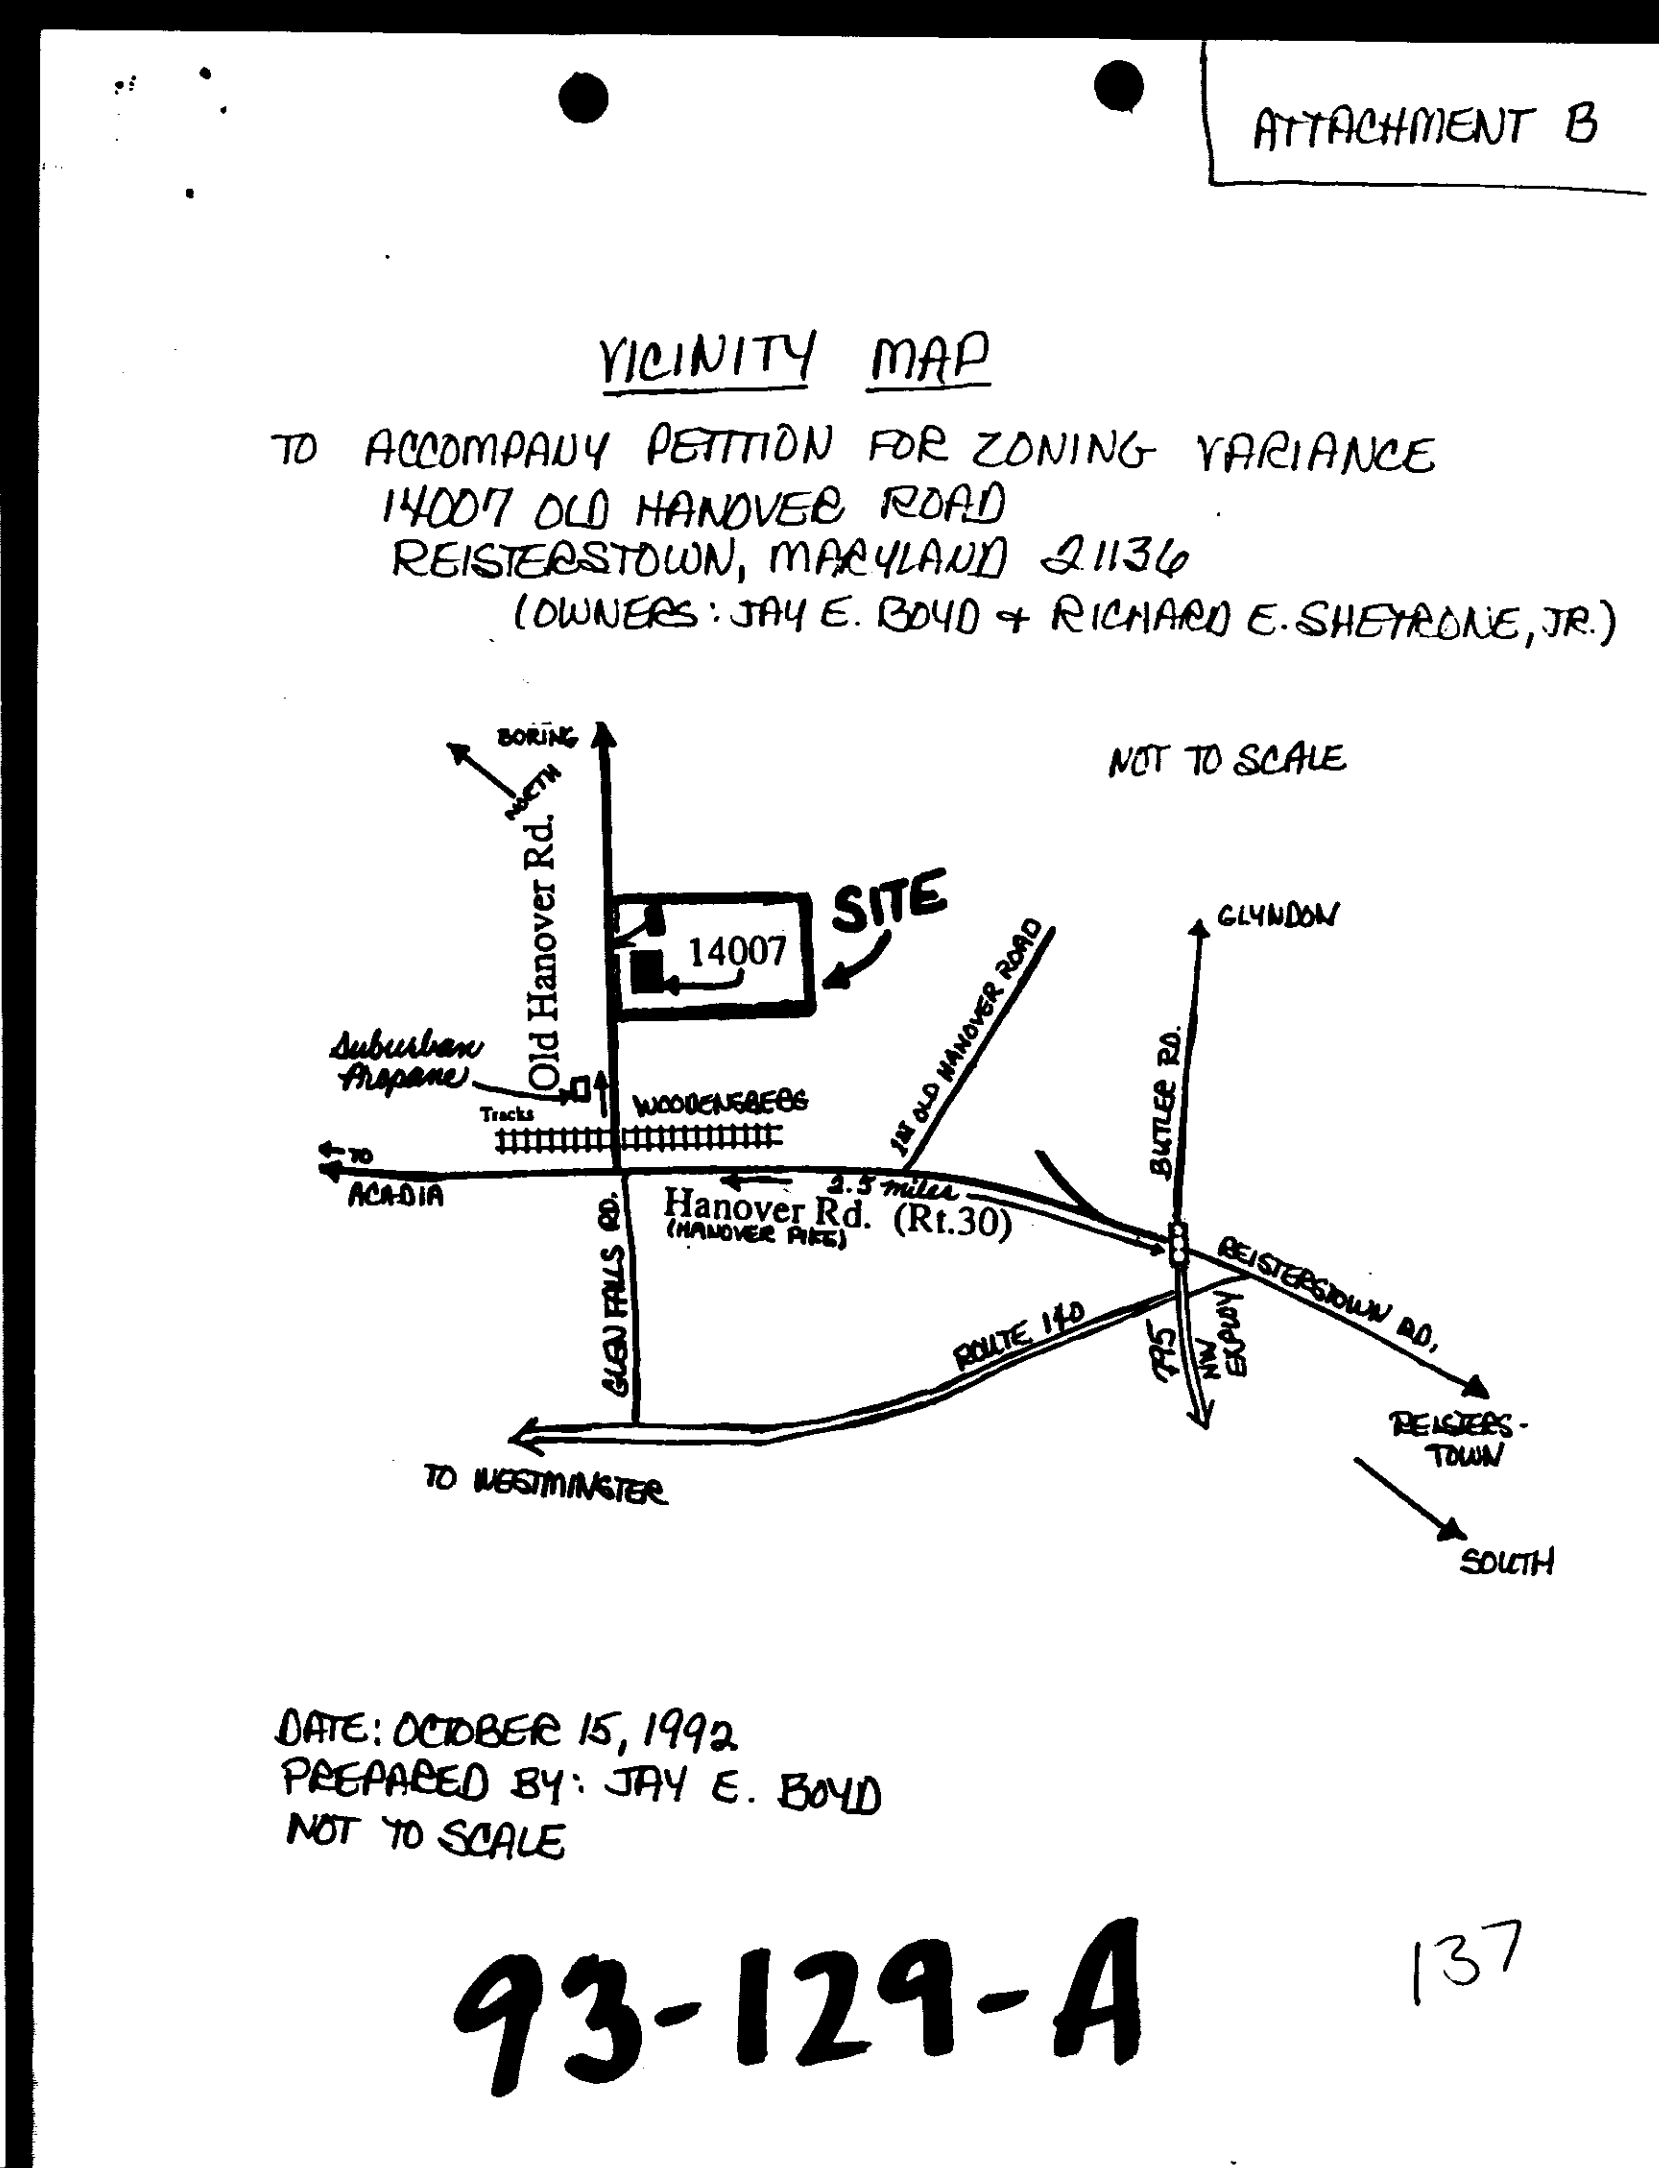 ATTACHMENT B
VICINITY MAP
TO ACCOMPANY PETITION FOR ZONING VARIANCE
14007 OLD HANOVER ROAD
REISTERSTOWN, MARYLAND 21136
(OWNERS: JAY E. BOYD + RICHARD E. SHETRONE, JR.)
BORING
NORTH
NOT TO SCALE
Old Hanover Rd.
SITE
14007
GLYNDON
1ST OLD HANOVER ROAD
BUTLER RD.
Suburban
Propane
Tracks
WOODENSBERG
← TO
ACADIA
2.5 miles
Hanover Rd. (Rt.30)
(HANOVER PIKE)
GLEN FALLS RD.
REISTERSTOWN RD.
ROUTE 140
795
NW
EXPWY
REISTERS-
TOWN
TO WESTMINSTER
SOUTH
DATE: OCTOBER 15, 1992
PREPARED BY: JAY E. BOYD
NOT TO SCALE
93-129-A
137